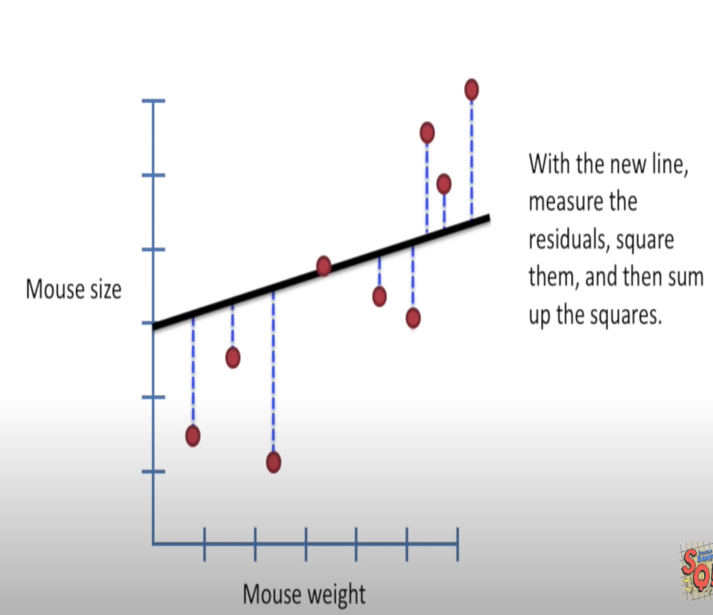 With the new line,
measure the
residuals, square
them, and then sum
up the squares.
Mouse size
Mouse weight